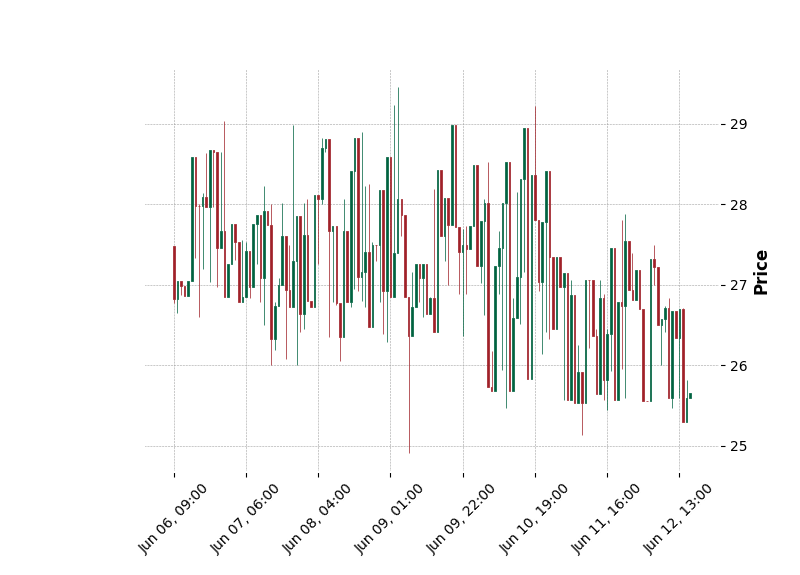 29
28
27
26
25
Price
Jun 06, 09:00
Jun 07, 06:00
Jun 08, 04:00
Jun 09, 01:00
Jun 09, 22:00
Jun 10, 19:00
Jun 11, 16:00
Jun 12, 13:00